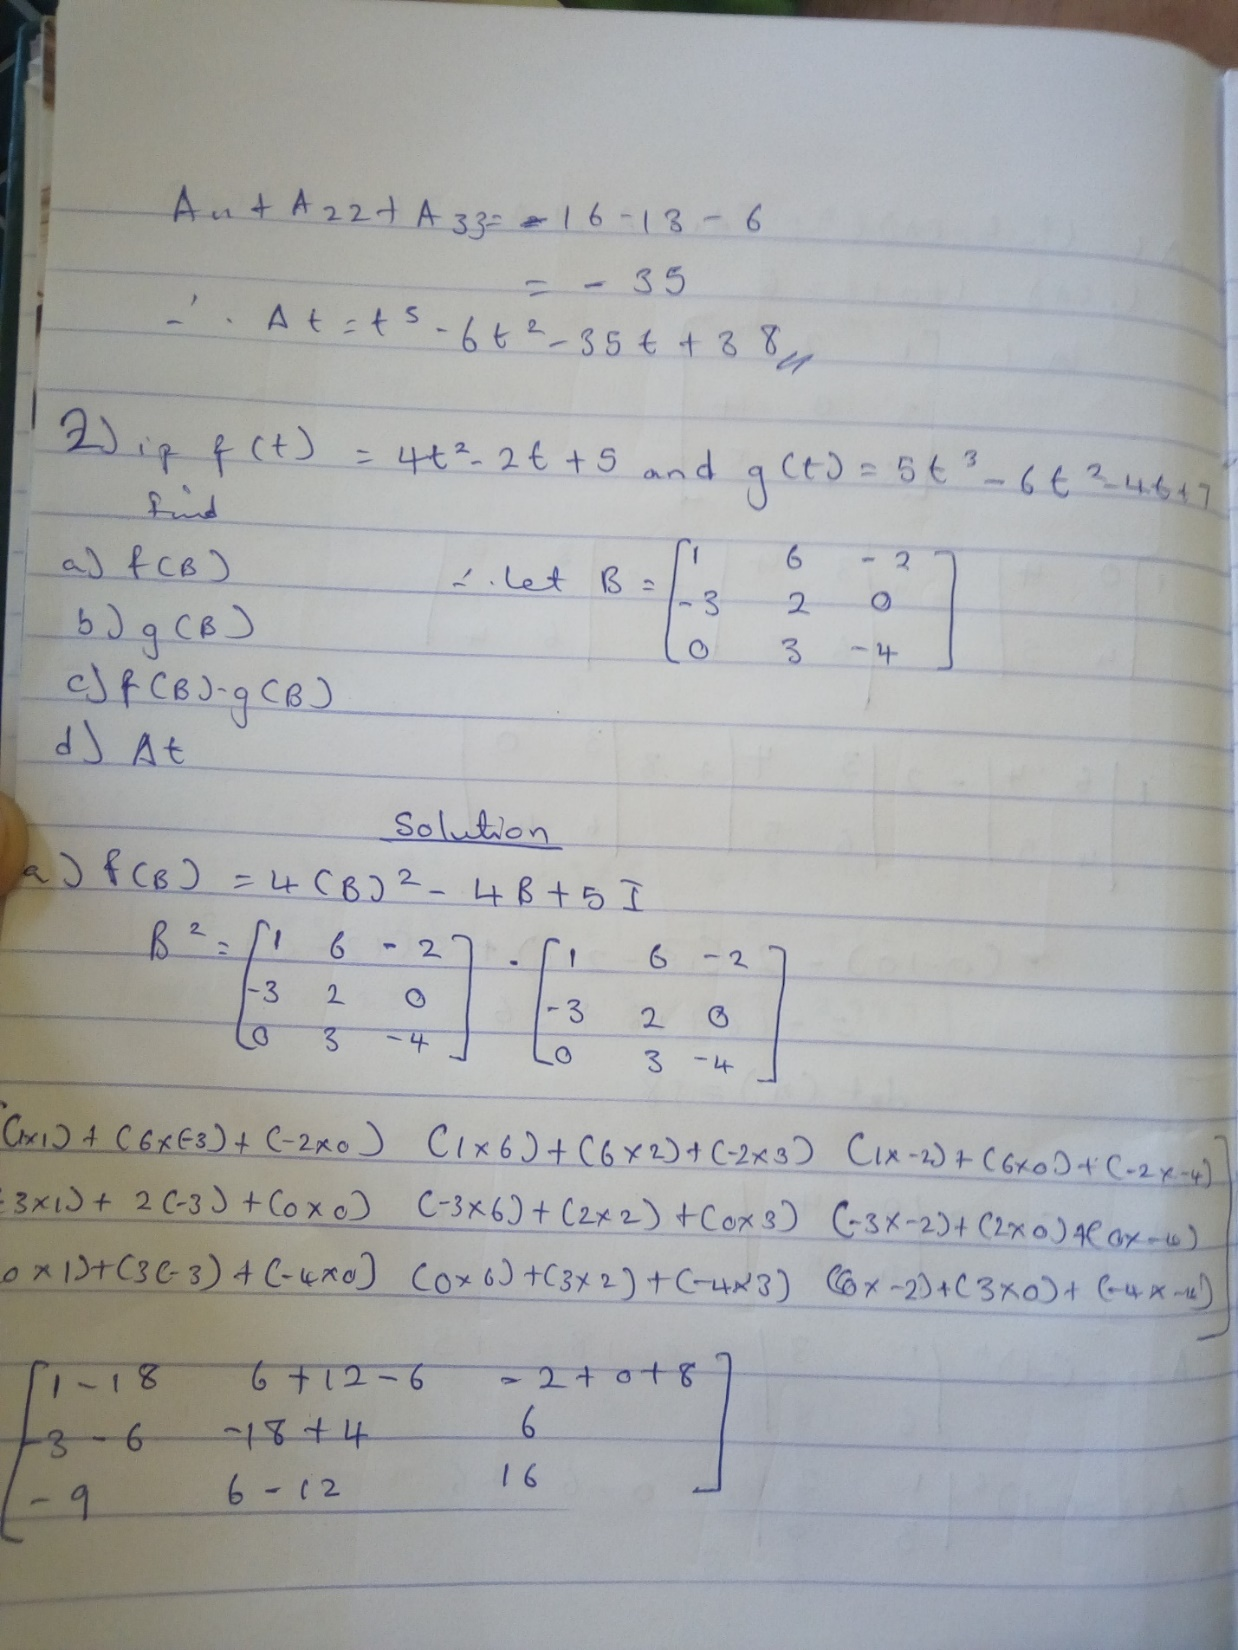 A11 + A22 + A33 = -16 -13 - 6
= - 35
∴ At = t³ - 6t² - 35t + 38
2) if f(t) = 4t² - 2t + 5 and g(t) = 5t³ - 6t² - 4t + 7
find
a) f(B) ∴ Let B = [1 6 -2
b) g(B) -3 2 0
c) f(B) - g(B) 0 3 -4]
d) At
Solution
a) f(B) = 4(B)² - 4B + 5I
B² = [1 6 -2 . [1 6 -2
-3 2 0 -3 2 0
0 3 -4] 0 3 -4]
(1x1) + (6x(-3) + (-2x0) (1x6) + (6x2) + (-2x3) (1x-2) + (6x0) + (-2x-4)
-3x1) + 2(-3) + (0x0) (-3x6) + (2x2) + (0x3) (-3x-2) + (2x0) + (0x-4)
0x1) + (3(-3) + (-4x0) (0x6) + (3x2) + (-4x3) (0x-2) + (3x0) + (-4x-4)]
[1-18 6+12-6 -2+0+8
-3-6 -18+4 6
-9 6-12 16]